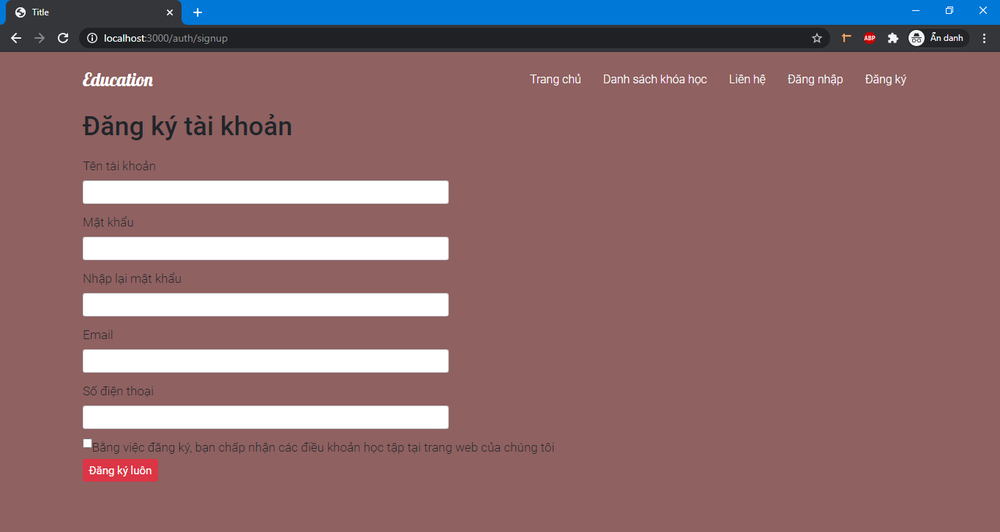 Title
localhost:3000/auth/signup
ABP
Ẩn danh
Education
Trang chủ
Danh sách khóa học
Liên hệ
Đăng nhập
Đăng ký
Đăng ký tài khoản
Tên tài khoản
Mật khẩu
Nhập lại mật khẩu
Email
Số điện thoại
Bằng việc đăng ký, bạn chấp nhận các điều khoản học tập tại trang web của chúng tôi
Đăng ký luôn